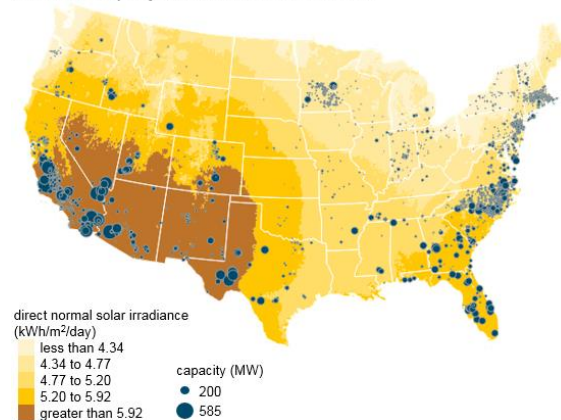 direct normal solar irradiance
(kWh/m²/day)
less than 4.34
4.34 to 4.77
4.77 to 5.20
5.20 to 5.92
greater than 5.92
capacity (MW)
200
585